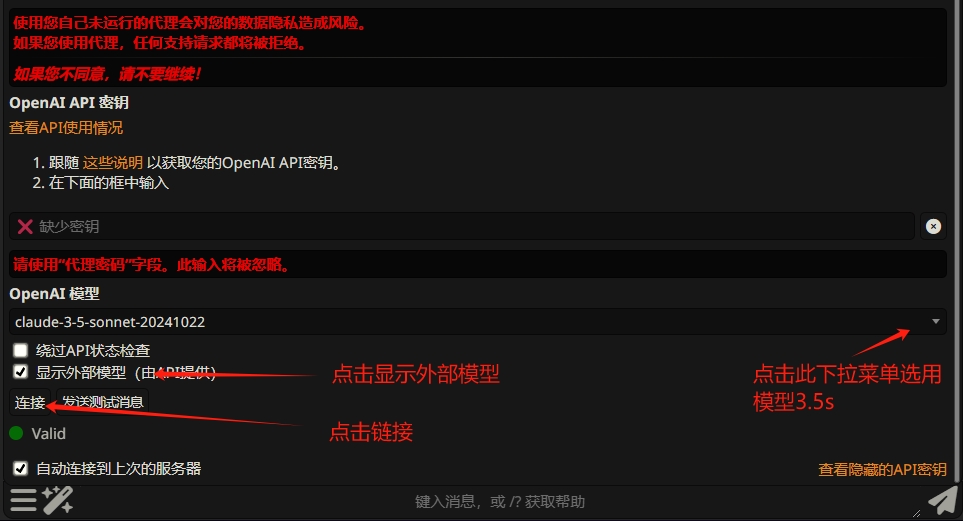 使用您自己未运行的代理会对您的数据隐私造成风险。
如果您使用代理，任何支持请求都将被拒绝。
如果您不同意，请不要继续！
OpenAI API 密钥
查看API使用情况
1. 跟随 这些说明 以获取您的OpenAI API密钥。
2. 在下面的框中输入
缺少密钥
请使用“代理密码”字段。此输入将被忽略。
OpenAI 模型
claude-3-5-sonnet-20241022
绕过API状态检查
显示外部模型（由API提供）
点击显示外部模型
点击此下拉菜单选用
模型3.5s
连接 发送测试消息
点击链接
Valid
自动连接到上次的服务器
查看隐藏的API密钥
键入消息，或 /? 获取帮助